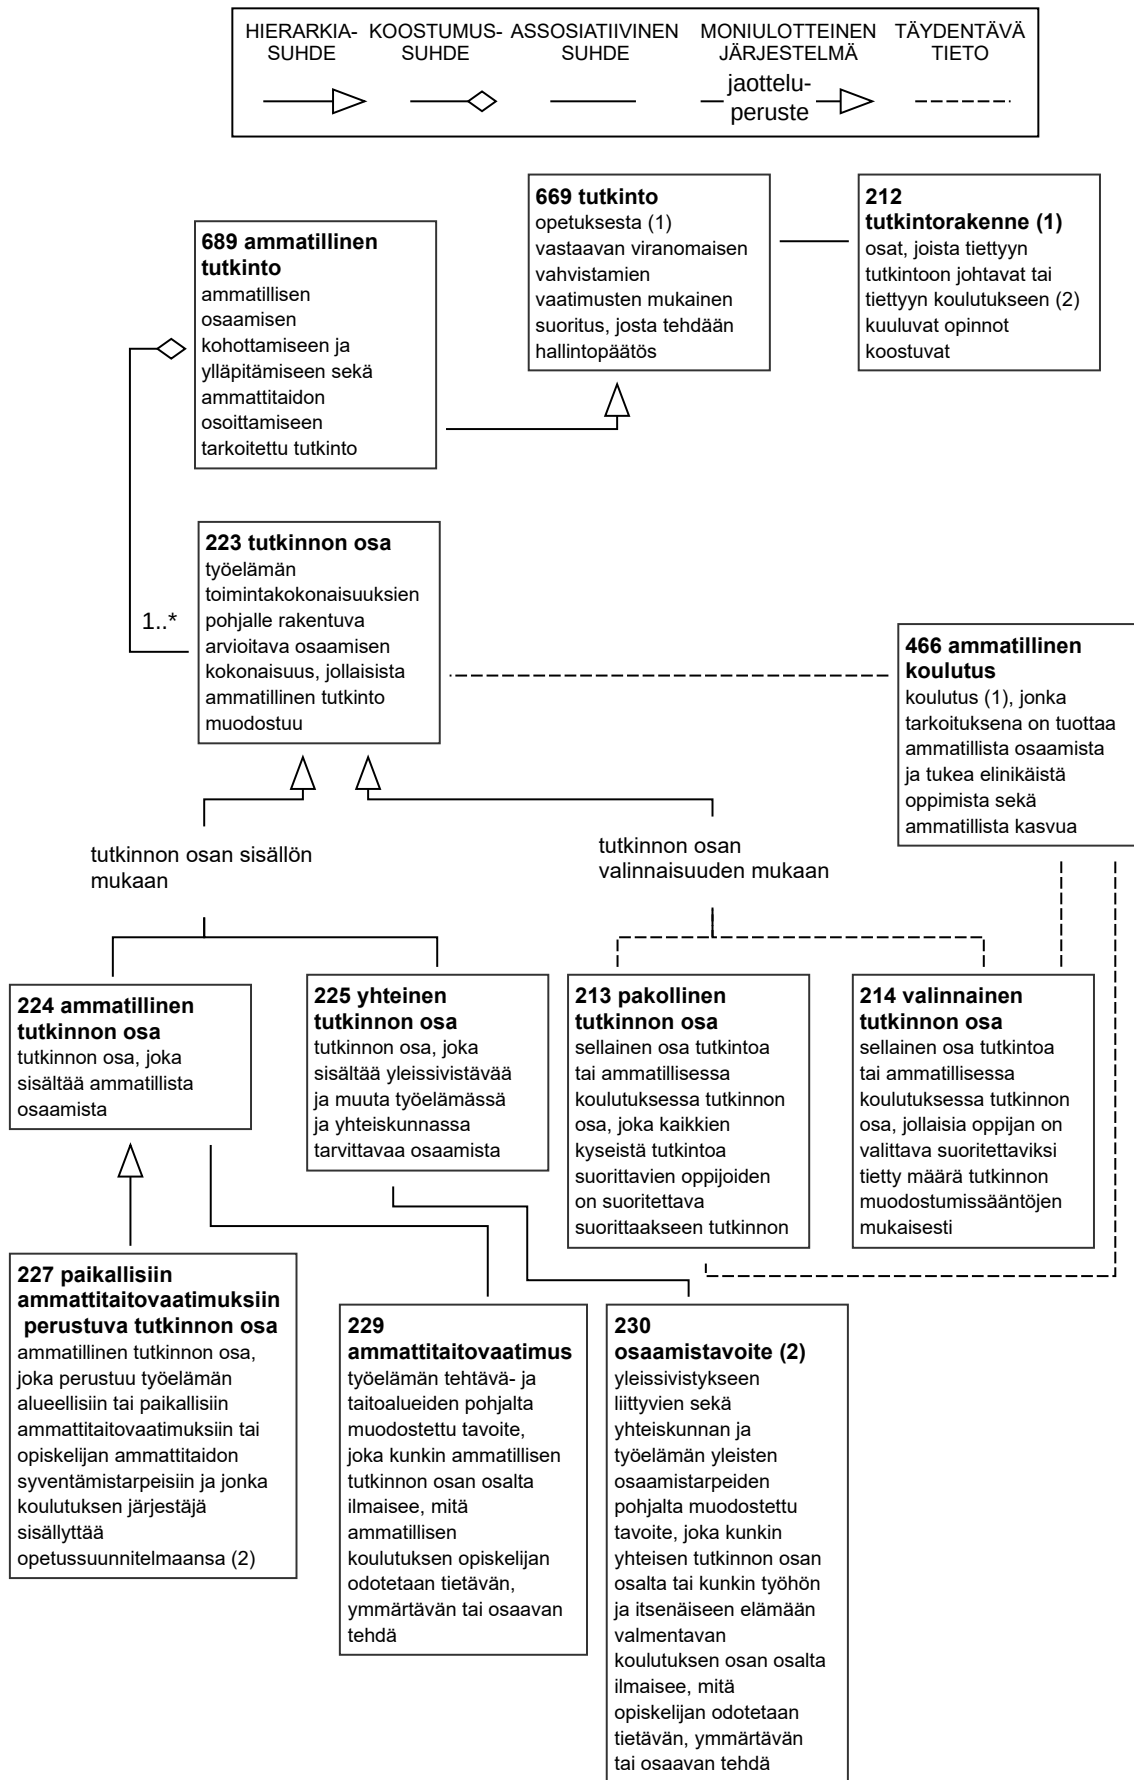 HIERARKIA-
SUHDE
KOOSTUMUS-
SUHDE
ASSOSIATIIVINEN
SUHDE
MONIULOTTEINEN
JÄRJESTELMÄ
TÄYDENTÄVÄ
TIETO
jaottelu-
peruste
669 tutkinto
opetuksesta (1)
vastaavan viranomaisen
vahvistamien
vaatimusten mukainen
suoritus, josta tehdään
hallintopäätös
212
tutkintorakenne (1)
osat, joista tiettyyn
tutkintoon johtavat tai
tiettyyn koulutukseen (2)
kuuluvat opinnot
koostuvat
689 ammatillinen
tutkinto
ammatillisen
osaamisen
kohottamiseen ja
ylläpitämiseen sekä
ammattitaidon
osoittamiseen
tarkoitettu tutkinto
223 tutkinnon osa
työelämän
toimintakokonaisuuksien
pohjalle rakentuva
arvioitava osaamisen
kokonaisuus, jollaisista
ammatillinen tutkinto
muodostuu
1..*
466 ammatillinen
koulutus
koulutus (1), jonka
tarkoituksena on tuottaa
ammatillista osaamista
ja tukea elinikäistä
oppimista sekä
ammatillista kasvua
tutkinnon osan sisällön
mukaan
tutkinnon osan
valinnaisuuden mukaan
224 ammatillinen
tutkinnon osa
tutkinnon osa, joka
sisältää ammatillista
osaamista
225 yhteinen
tutkinnon osa
tutkinnon osa, joka
sisältää yleissivistävää
ja muuta työelämässä
ja yhteiskunnassa
tarvittavaa osaamista
213 pakollinen
tutkinnon osa
sellainen osa tutkintoa
tai ammatillisessa
koulutuksessa tutkinnon
osa, joka kaikkien
kyseistä tutkintoa
suorittavien oppijoiden
on suoritettava
suorittaakseen tutkinnon
214 valinnainen
tutkinnon osa
sellainen osa tutkintoa
tai ammatillisessa
koulutuksessa tutkinnon
osa, jollaisia oppijan on
valittava suoritettaviksi
tietty määrä tutkinnon
muodostumissääntöjen
mukaisesti
227 paikallisiin
ammattitaitovaatimuksiin
perustuva tutkinnon osa
ammatillinen tutkinnon osa,
joka perustuu työelämän
alueellisiin tai paikallisiin
ammattitaitovaatimuksiin tai
opiskelijan ammattitaidon
syventämistarpeisiin ja jonka
koulutuksen järjestäjä
sisällyttää
opetussuunnitelmaansa (2)
229
ammattitaitovaatimus
työelämän tehtävä- ja
taitoalueiden pohjalta
muodostettu tavoite,
joka kunkin ammatillisen
tutkinnon osan osalta
ilmaisee, mitä
ammatillisen
koulutuksen opiskelijan
odotetaan tietävän,
ymmärtävän tai osaavan
tehdä
230
osaamistavoite (2)
yleissivistykseen
liittyvien sekä
yhteiskunnan ja
työelämän yleisten
osaamistarpeiden
pohjalta muodostettu
tavoite, joka kunkin
yhteisen tutkinnon osan
osalta tai kunkin työhön
ja itsenäiseen elämään
valmentavan
koulutuksen osan osalta
ilmaisee, mitä
opiskelijan odotetaan
tietävän, ymmärtävän
tai osaavan tehdä